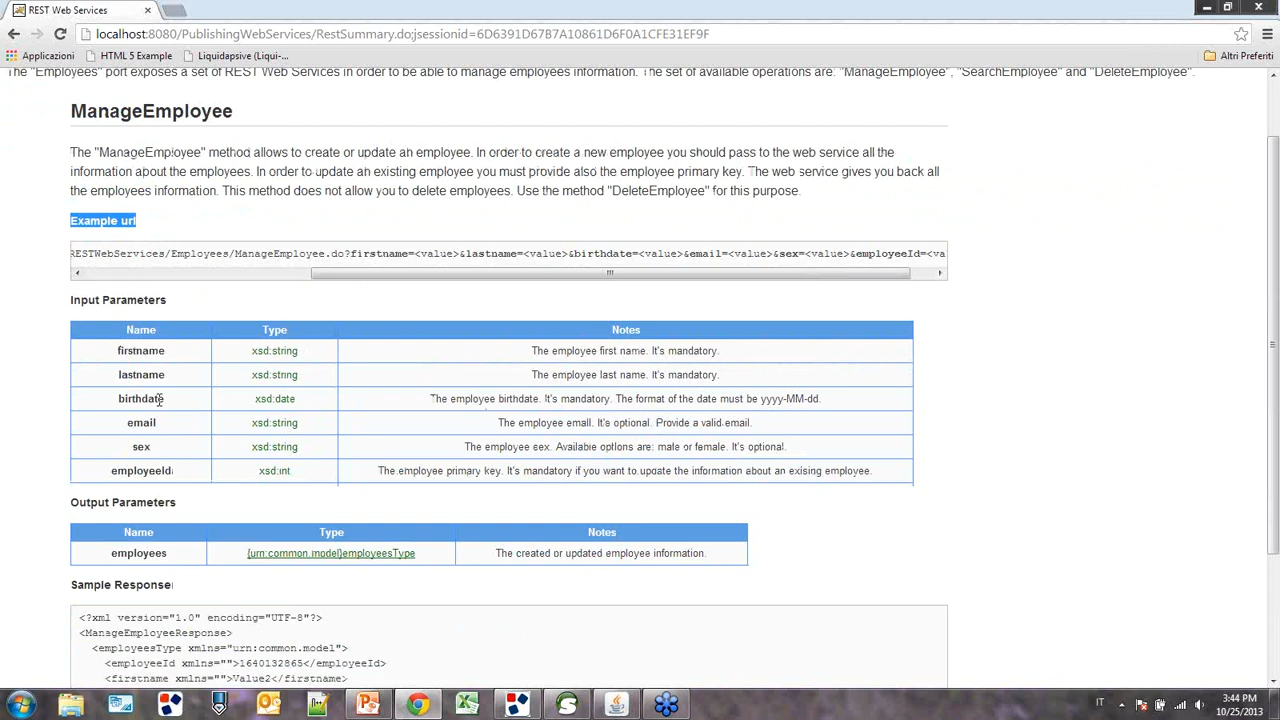 REST Web Services
localhost:8080/PublishingWebServices/RestSummary.do;jsessionid=6D6391D67B7A10861D6F0A1CFE31EF9F
Applicazioni HTML 5 Example Liquidapsive (Liqui-... Altri Preferiti
The "Employees" port exposes a set of REST Web Services in order to be able to manage employees information. The set of available operations are: "ManageEmployee", "SearchEmployee" and "DeleteEmployee".
ManageEmployee
The "ManageEmployee" method allows to create or update an employee. In order to create a new employee you should pass to the web service all the
information about the employees. In order to update an existing employee you must provide also the employee primary key. The web service gives you back all
the employees information. This method does not allow you to delete employees. Use the method "DeleteEmployee" for this purpose.
Example url
RESTWebServices/Employees/ManageEmployee.do?firstname=<value>&lastname=<value>&birthdate=<value>&email=<value>&sex=<value>&employeeId=<va
Input Parameters
Name Type Notes
firstname xsd:string The employee first name. It's mandatory.
lastname xsd:string The employee last name. It's mandatory.
birthdate xsd:date The employee birthdate. It's mandatory. The format of the date must be yyyy-MM-dd.
email xsd:string The employee email. It's optional. Provide a valid email.
sex xsd:string The employee sex. Available options are: male or female. It's optional.
employeeId xsd:int The employee primary key. It's mandatory if you want to update the information about an exising employee.
Output Parameters
Name Type Notes
employees {urn:common.model}employeesType The created or updated employee information.
Sample Response
<?xml version="1.0" encoding="UTF-8"?>
<ManageEmployeeResponse>
<employeesType xmlns="urn:common.model">
<employeeId xmlns="">1640132865</employeeId>
<firstname xmlns="">Value2</firstname>
IT 3:44 PM
10/25/2013